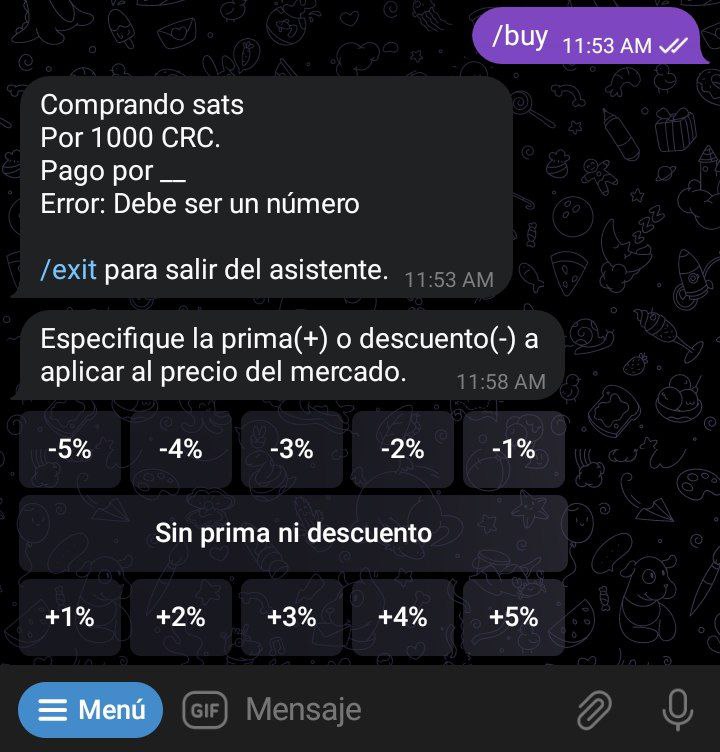 /buy 11:53 AM
Comprando sats
Por 1000 CRC.
Pago por __
Error: Debe ser un número
/exit para salir del asistente. 11:53 AM
Especifique la prima(+) o descuento(-) a
aplicar al precio del mercado. 11:58 AM
-5% -4% -3% -2% -1%
Sin prima ni descuento
+1% +2% +3% +4% +5%
Menú GIF Mensaje